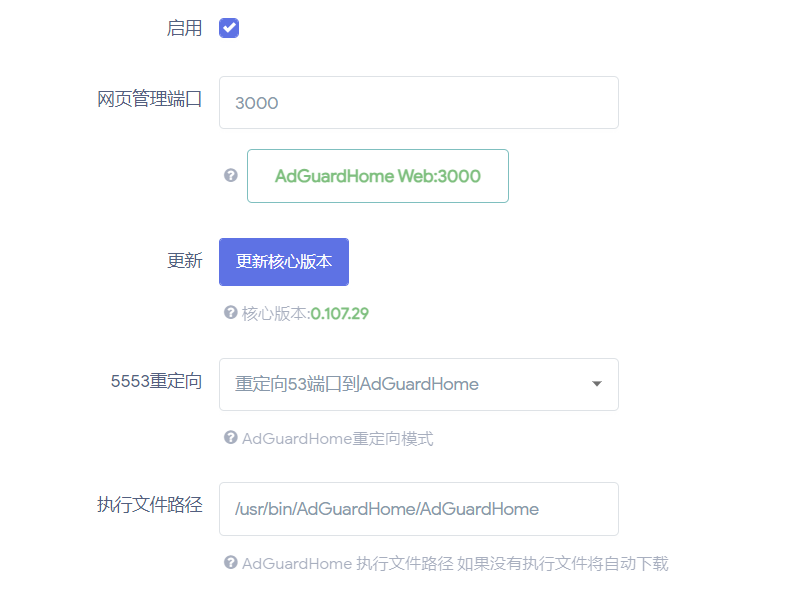 启用
网页管理端口 3000
AdGuardHome Web:3000
更新 更新核心版本
核心版本:0.107.29
5553重定向 重定向53端口到AdGuardHome
AdGuardHome重定向模式
执行文件路径 /usr/bin/AdGuardHome/AdGuardHome
AdGuardHome 执行文件路径 如果没有执行文件将自动下载